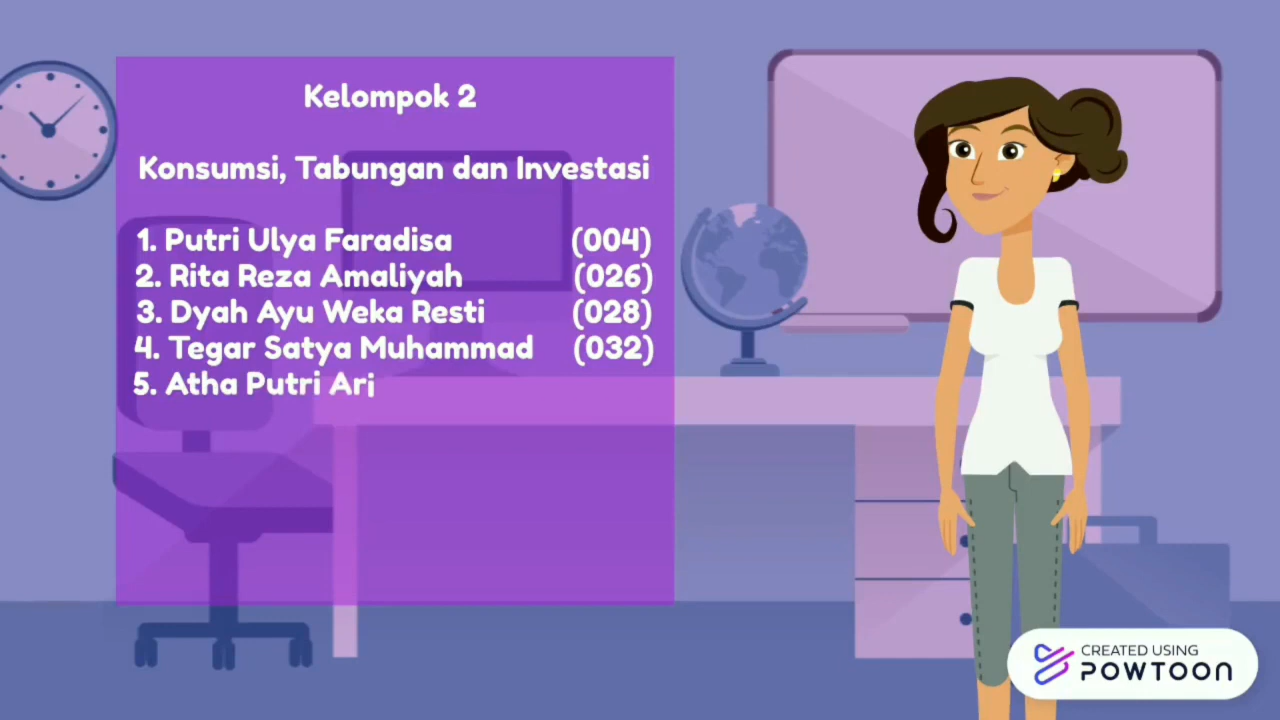 Kelompok 2
Konsumsi, Tabungan dan Investasi
1. Putri Ulya Faradisa (004)
2. Rita Reza Amaliyah (026)
3. Dyah Ayu Weka Resti (028)
4. Tegar Satya Muhammad (032)
5. Atha Putri
CREATED USING
POWTOON